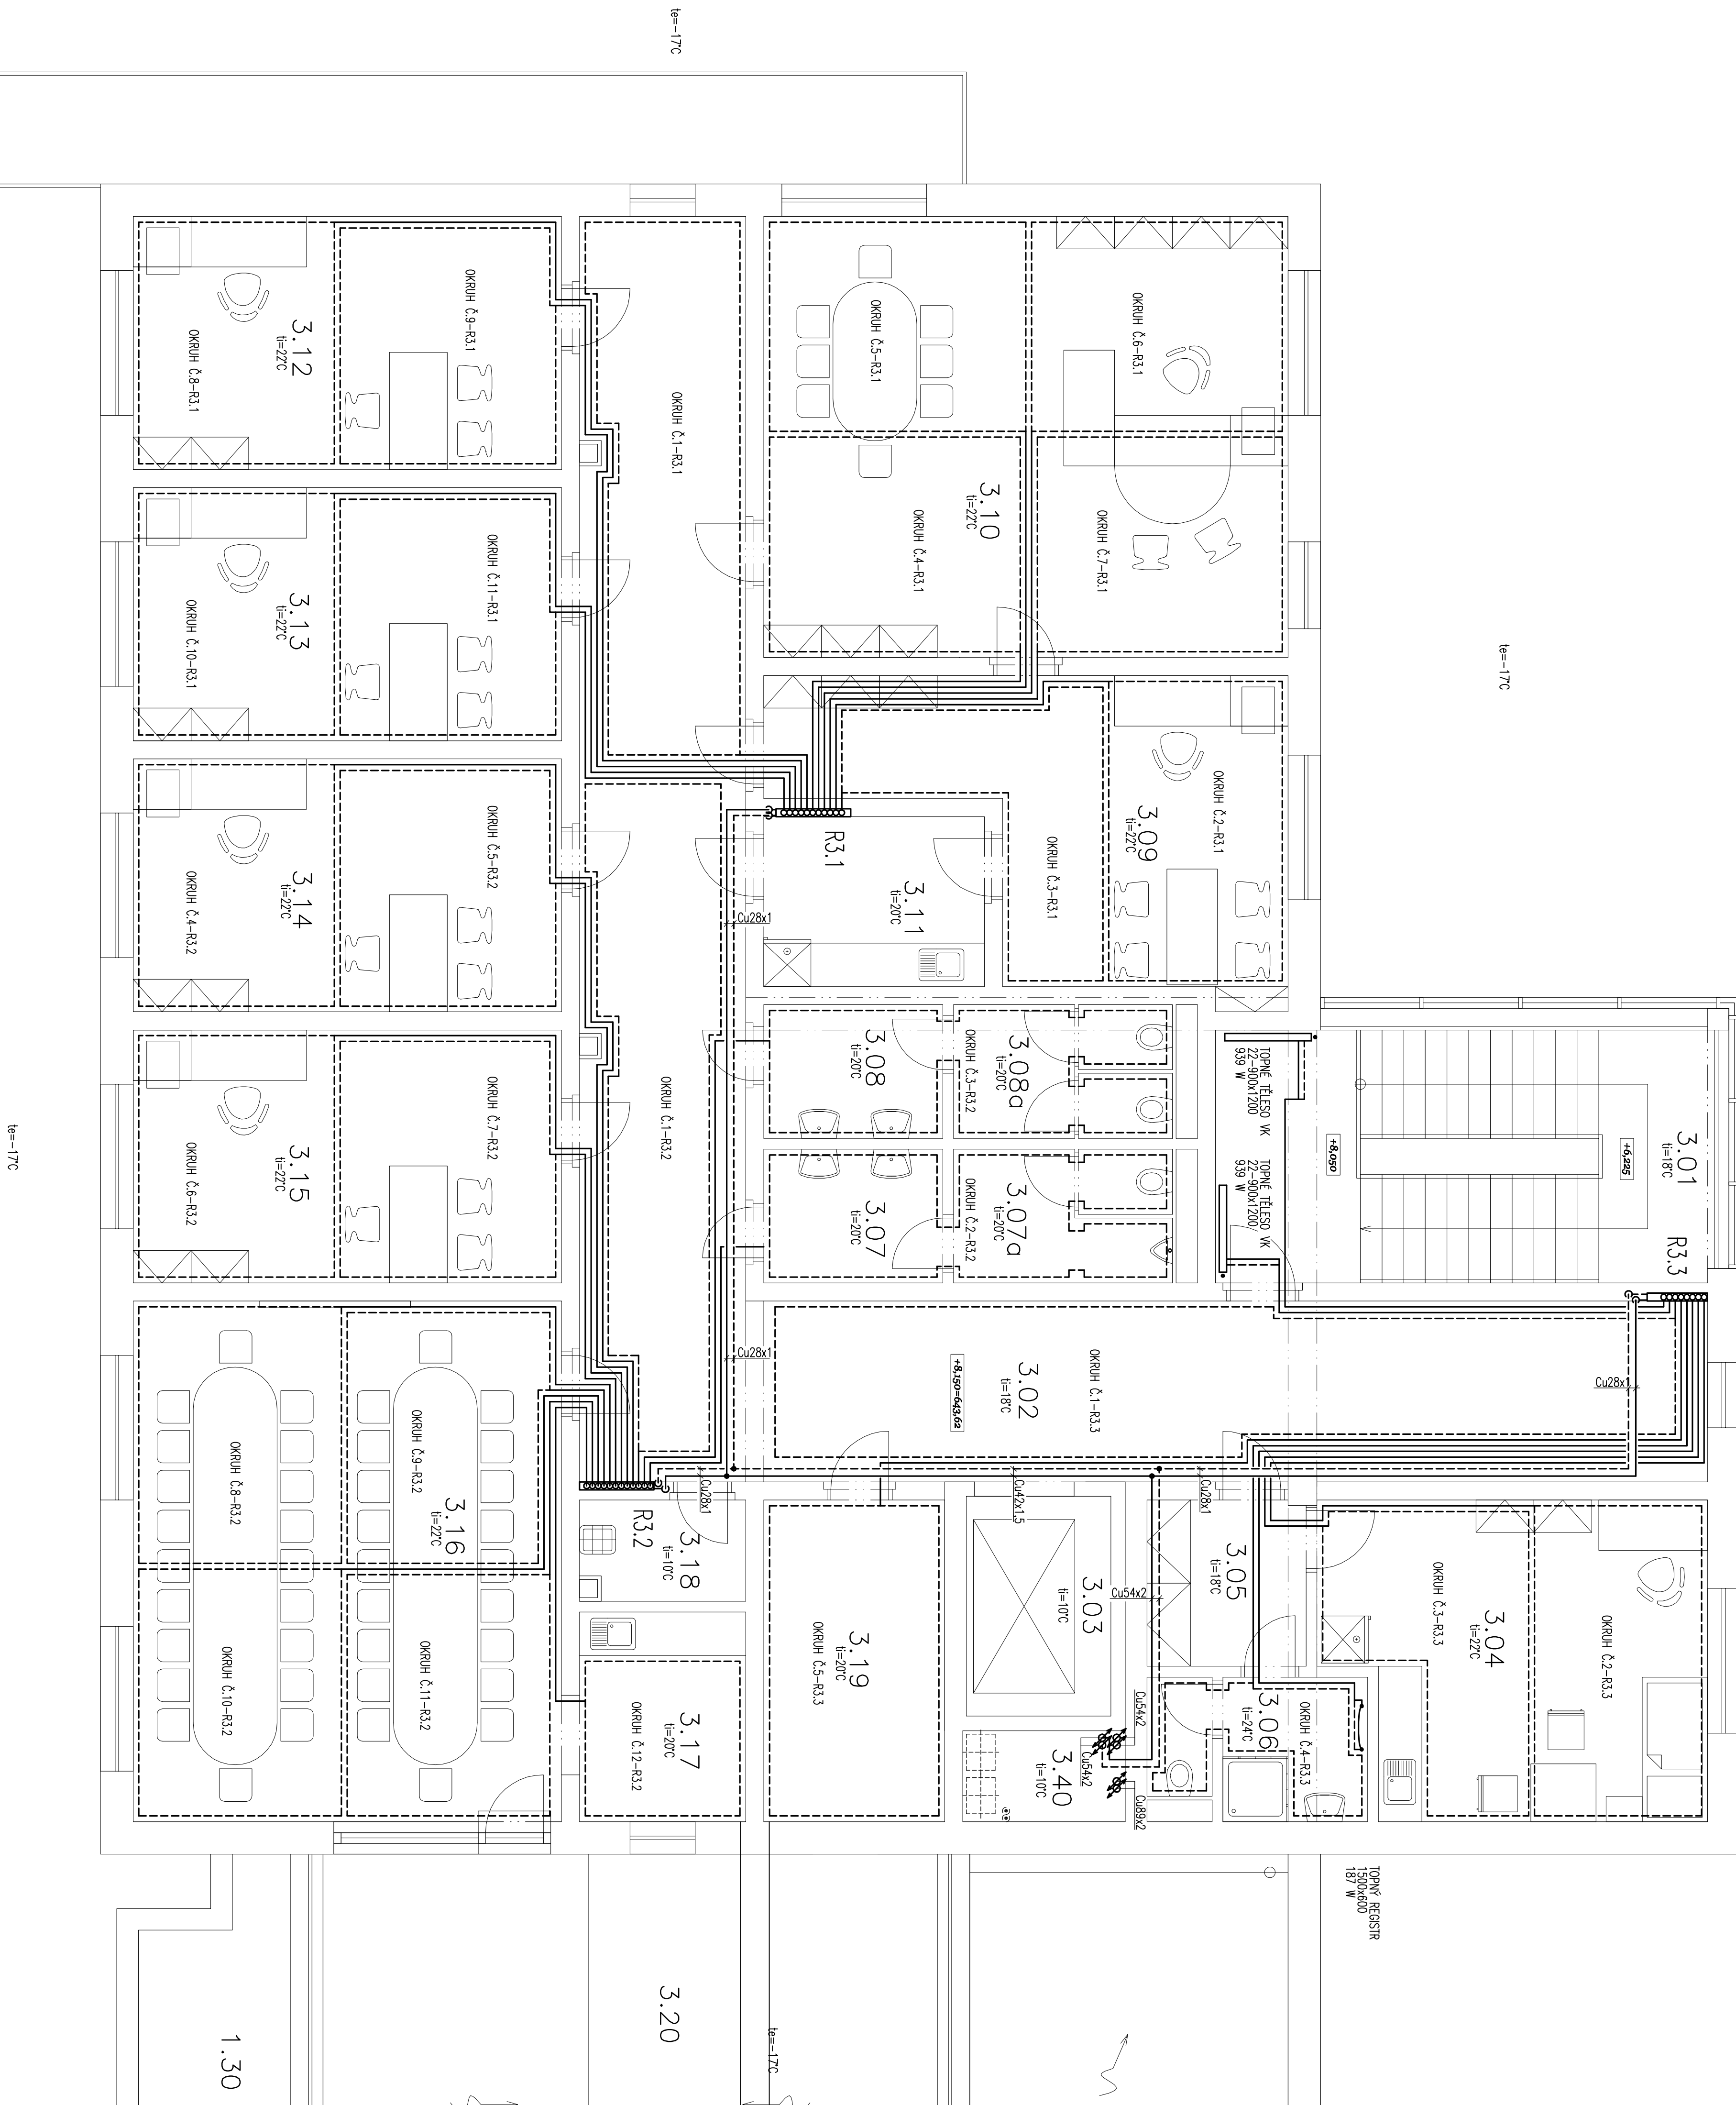 te=-17°C
te=-17°C
TOPNÉ TĚLESO VK
22-900x1200
939 W
TOPNÉ TĚLESO VK
22-900x1200
939 W
+8,050
+6,225
3.01
ti=18°C
R3.3
OKRUH Č.6-R3.1
OKRUH Č.7-R3.1
OKRUH Č.5-R3.1
3.10
ti=22°C
OKRUH Č.4-R3.1
OKRUH Č.2-R3.1
3.09
ti=22°C
OKRUH Č.3-R3.1
3.11
ti=20°C
R3.1
Cu28x1
3.08
ti=20°C
3.08a
ti=20°C
OKRUH Č.3-R3.2
3.07
ti=20°C
3.07a
ti=20°C
OKRUH Č.2-R3.2
OKRUH Č.1-R3.3
3.02
ti=18°C
+8,150=643,62
Cu28x1
Cu28x1
OKRUH Č.1-R3.1
OKRUH Č.1-R3.2
OKRUH Č.9-R3.1
3.12
ti=22°C
OKRUH Č.8-R3.1
OKRUH Č.11-R3.1
3.13
ti=22°C
OKRUH Č.10-R3.1
OKRUH Č.5-R3.2
3.14
ti=22°C
OKRUH Č.4-R3.2
OKRUH Č.7-R3.2
3.15
ti=22°C
OKRUH Č.6-R3.2
OKRUH Č.9-R3.2
3.16
ti=22°C
OKRUH Č.8-R3.2
OKRUH Č.11-R3.2
OKRUH Č.10-R3.2
Cu28x1
Cu42x1,5
Cu28x1
R3.2
3.18
ti=10°C
3.17
ti=20°C
OKRUH Č.12-R3.2
3.19
ti=20°C
OKRUH Č.5-R3.3
3.03
ti=10°C
Cu54x2
3.05
ti=18°C
3.06
ti=24°C
OKRUH Č.4-R3.3
3.04
ti=22°C
OKRUH Č.3-R3.3
OKRUH Č.2-R3.3
Cu54x2
Cu54x2
Cu89x2
3.40
ti=10°C
TOPNÝ REGISTR
1500x600
187 W
3.20
1.30
te=-17°C
te=-17°C